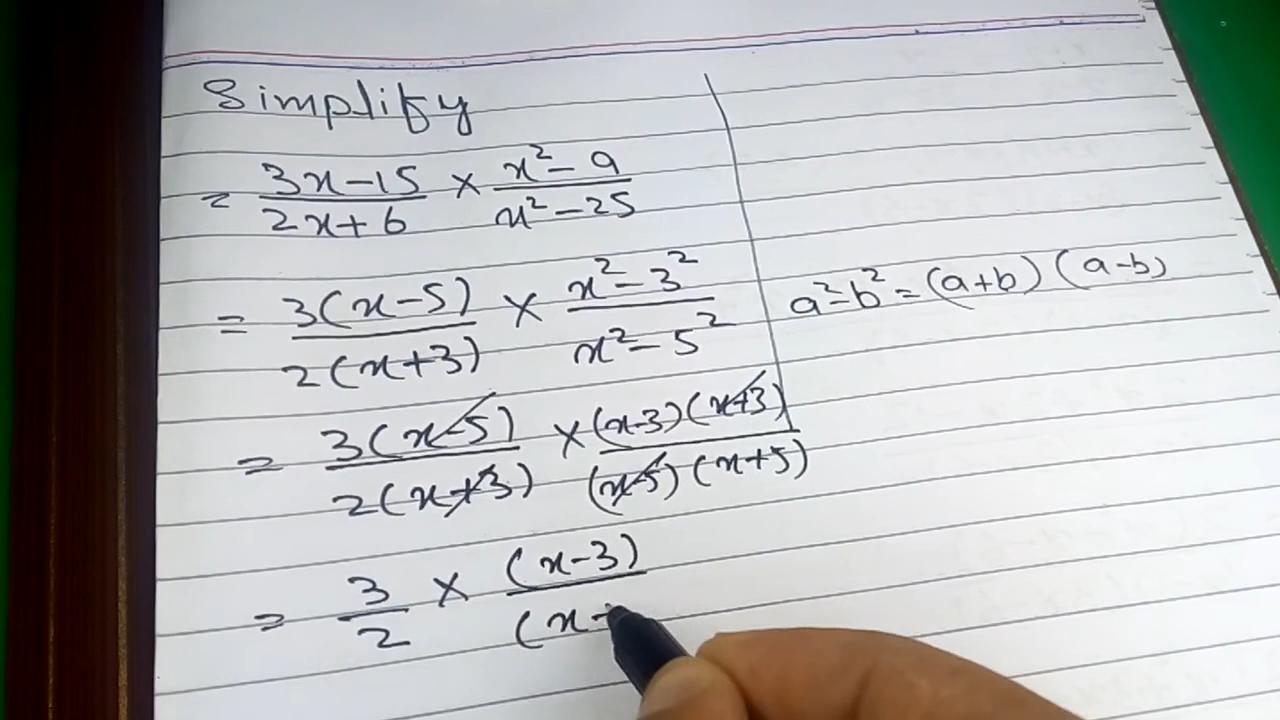 Simplify
= 3x-15/2x+6 × x²-9/x²-25
= 3(x-5)/2(x+3) × x²-3²/x²-5²
a²-b² = (a+b) (a-b)
= 3(x-5)/2(x+3) × (x-3)(x+3)/(x-5)(x+5)
= 3/2 × (x-3)/(x